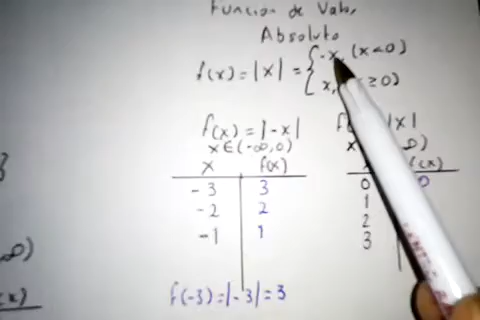 Función de Valor
Absoluto
f(x) = |x| = { -x, (x < 0)
x, ≥ 0)
f(x) = |-x|
x ∈ (-∞, 0)
x f(x)
-3 3
-2 2
-1 1
f(-3) = |-3| = 3
|x|
x
0 0
1
2
3
∞)
(x)